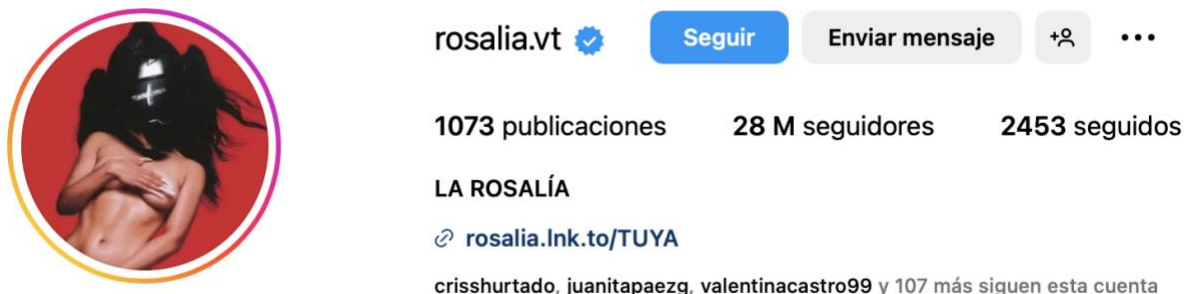 rosalia.vt Seguir Enviar mensaje
1073 publicaciones 28 M seguidores 2453 seguidos
LA ROSALÍA
rosalia.lnk.to/TUYA
crisshurtado, juanitapaezg, valentinacastro99 y 107 más siguen esta cuenta